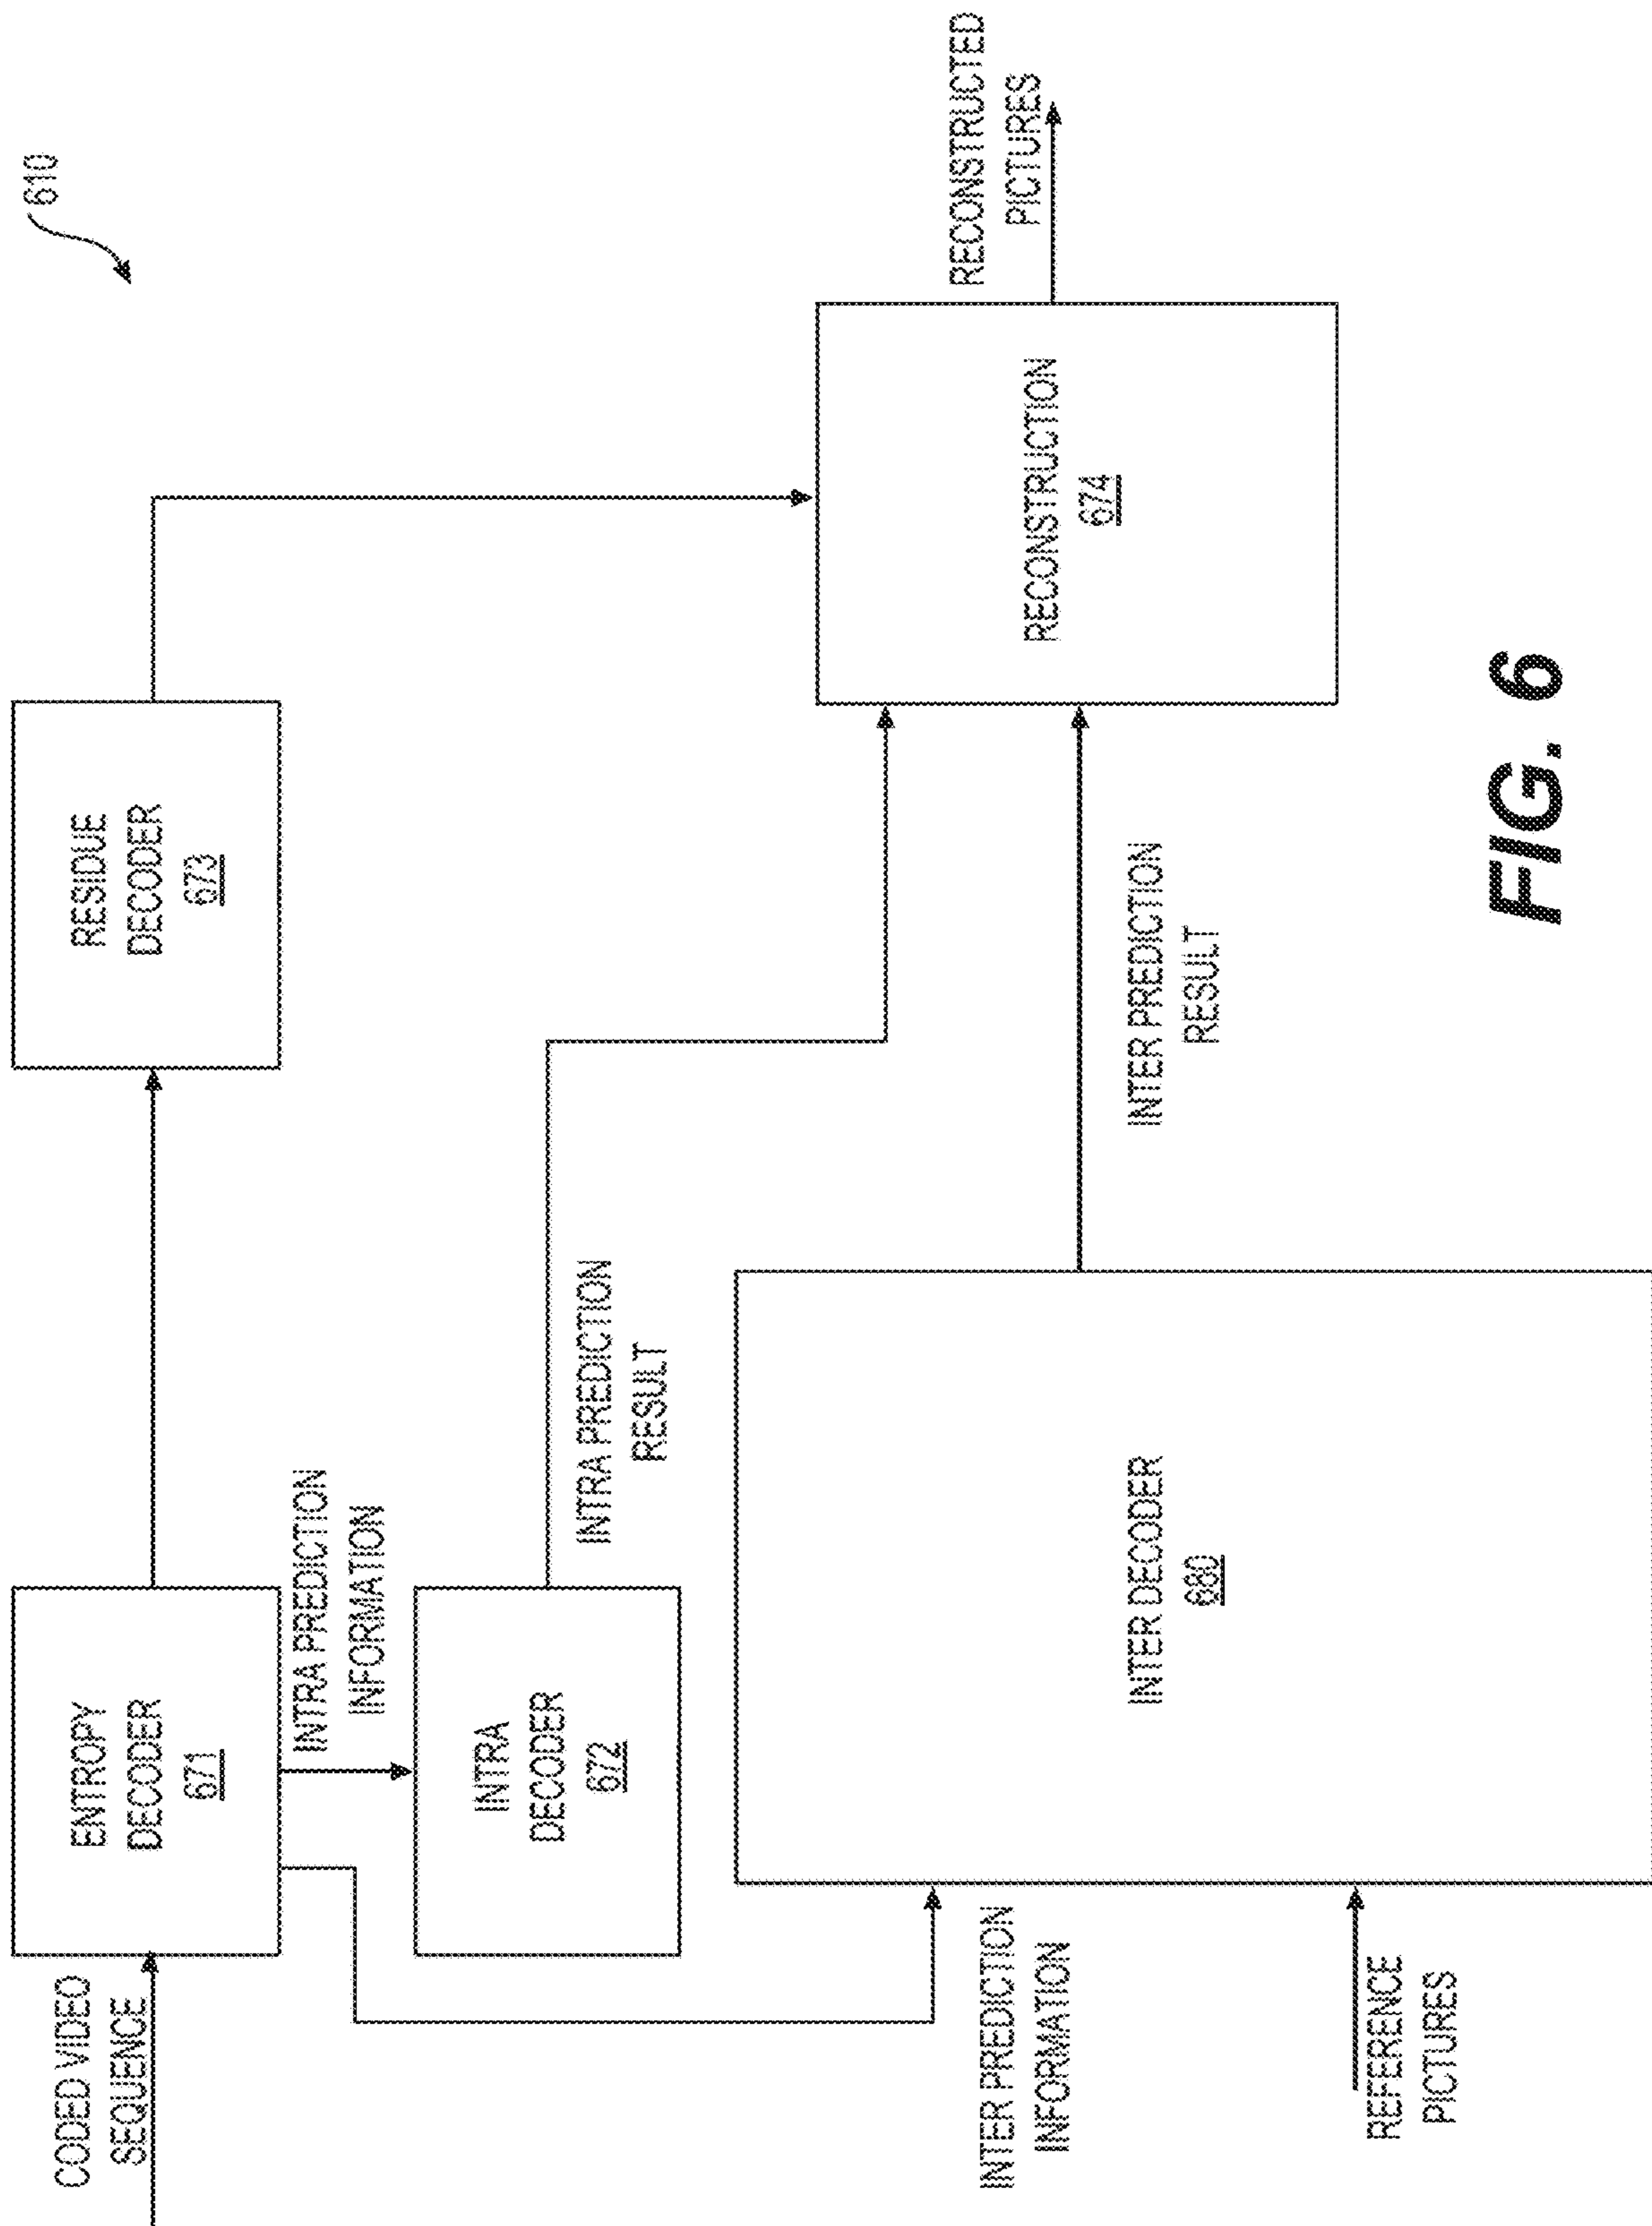 610
CODED VIDEO
SEQUENCE
ENTROPY
DECODER
671
RESIDUE
DECODER
673
INTRA PREDICTION
INFORMATION
INTRA
DECODER
672
INTRA PREDICTION
RESULT
RECONSTRUCTED
PICTURES
RECONSTRUCTION
674
INTER PREDICTION
INFORMATION
INTER DECODER
680
INTER PREDICTION
RESULT
REFERENCE
PICTURES
FIG. 6